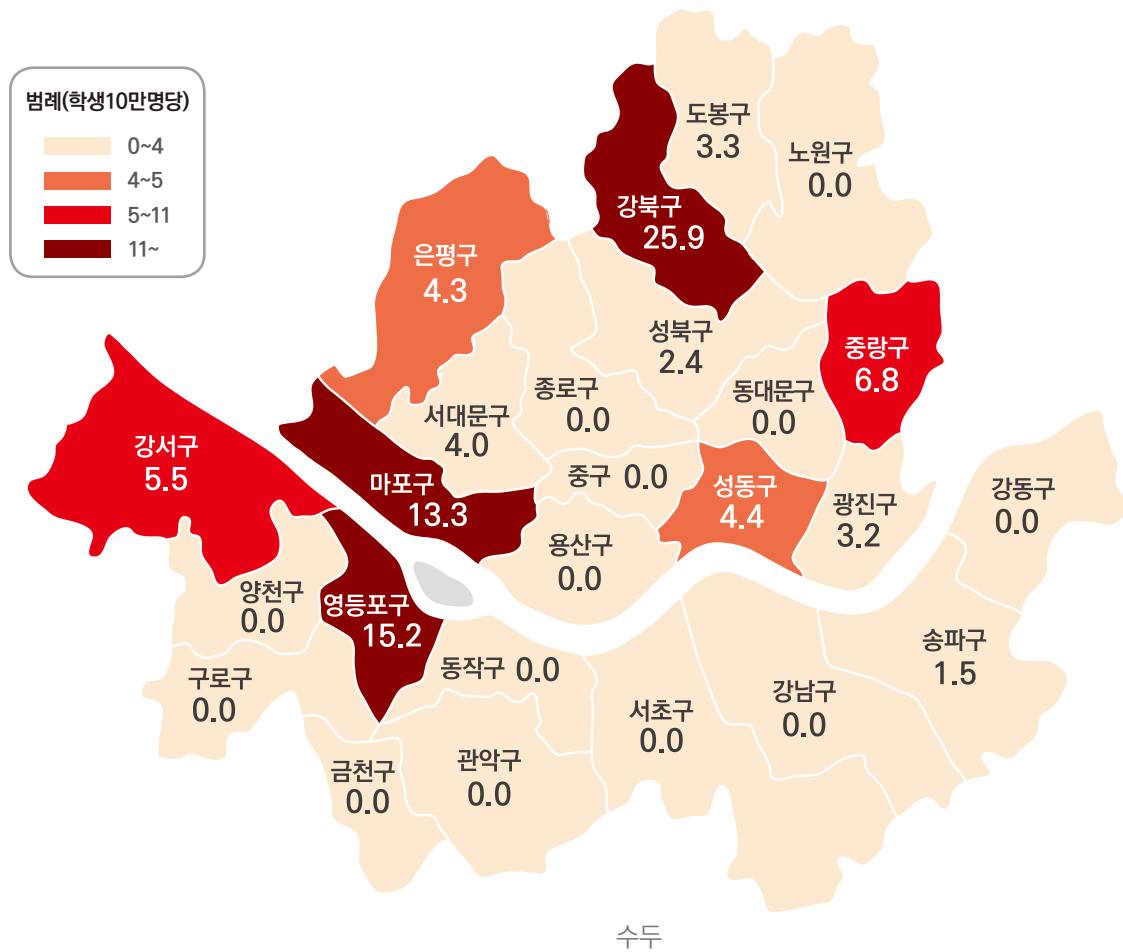 범례(학생10만명당)
0~4
4~5
5~11
11~
도봉구
3.3
노원구
0.0
강북구
25.9
은평구
4.3
성북구
2.4
중랑구
6.8
종로구
0.0
동대문구
0.0
서대문구
4.0
강서구
5.5
마포구
13.3
중구 0.0
성동구
4.4
광진구
3.2
강동구
0.0
용산구
0.0
양천구
0.0
영등포구
15.2
동작구 0.0
송파구
1.5
구로구
0.0
서초구
0.0
강남구
0.0
금천구
0.0
관악구
0.0
수두